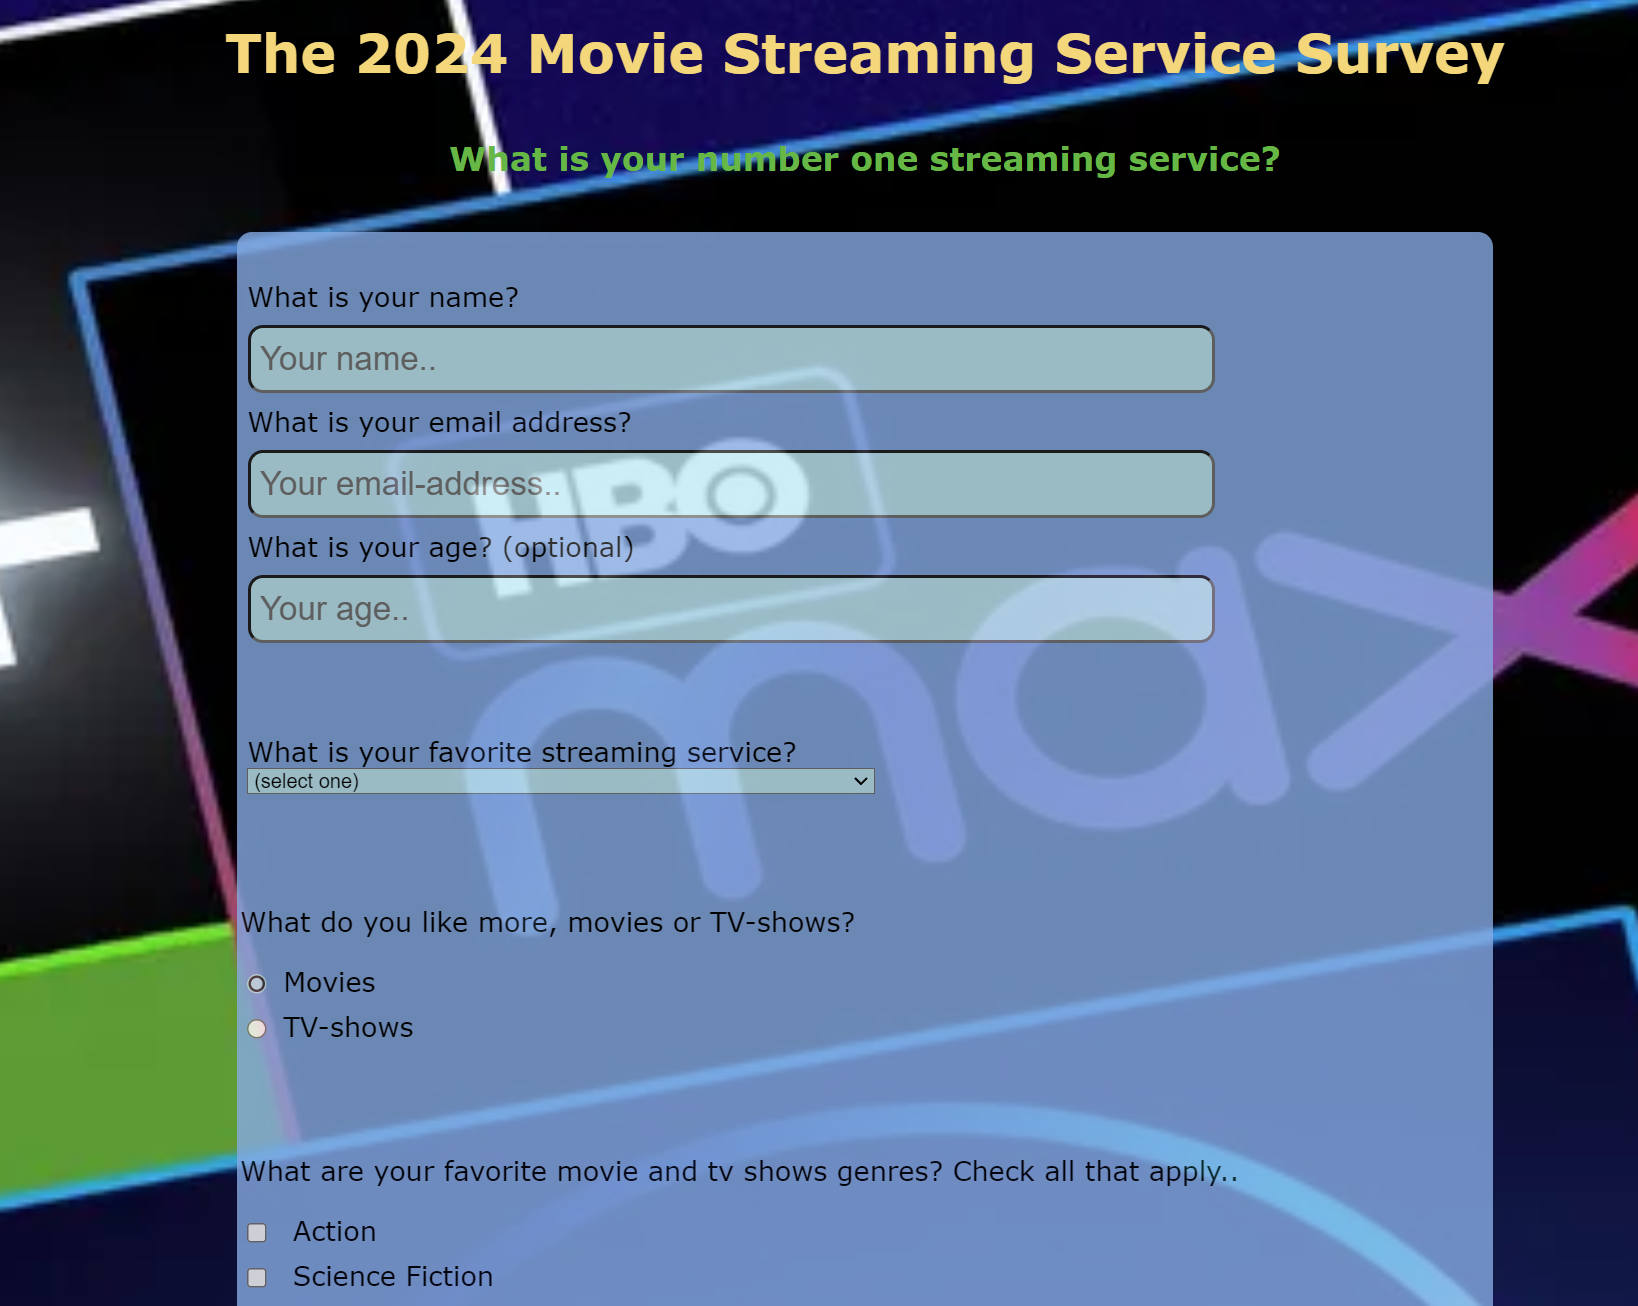 The 2024 Movie Streaming Service Survey
What is your number one streaming service?
What is your name?
Your name..
What is your email address?
Your email-address..
HBO
What is your age? (optional)
Your age..
max
What is your favorite streaming service?
(select one)
What do you like more, movies or TV-shows?
Movies
TV-shows
What are your favorite movie and tv shows genres? Check all that apply..
Action
Science Fiction